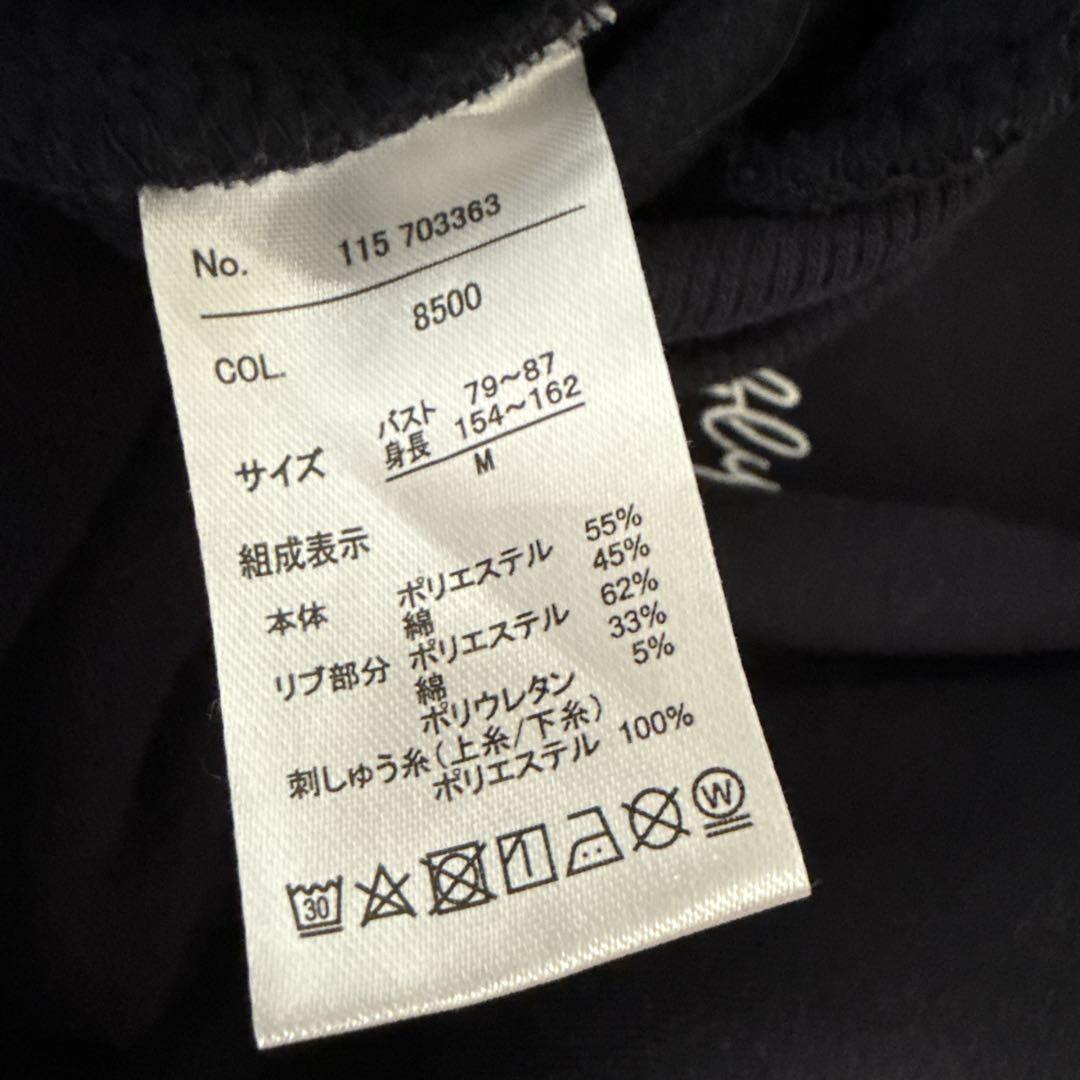 No. 115 703363
8500
COL.
サイズ バスト 79～87
身長 154～162
M
組成表示
本体 ポリエステル 55%
綿 45%
リブ部分 ポリエステル 62%
綿 33%
ポリウレタン 5%
刺しゅう糸(上糸/下糸)
ポリエステル 100%
30
W